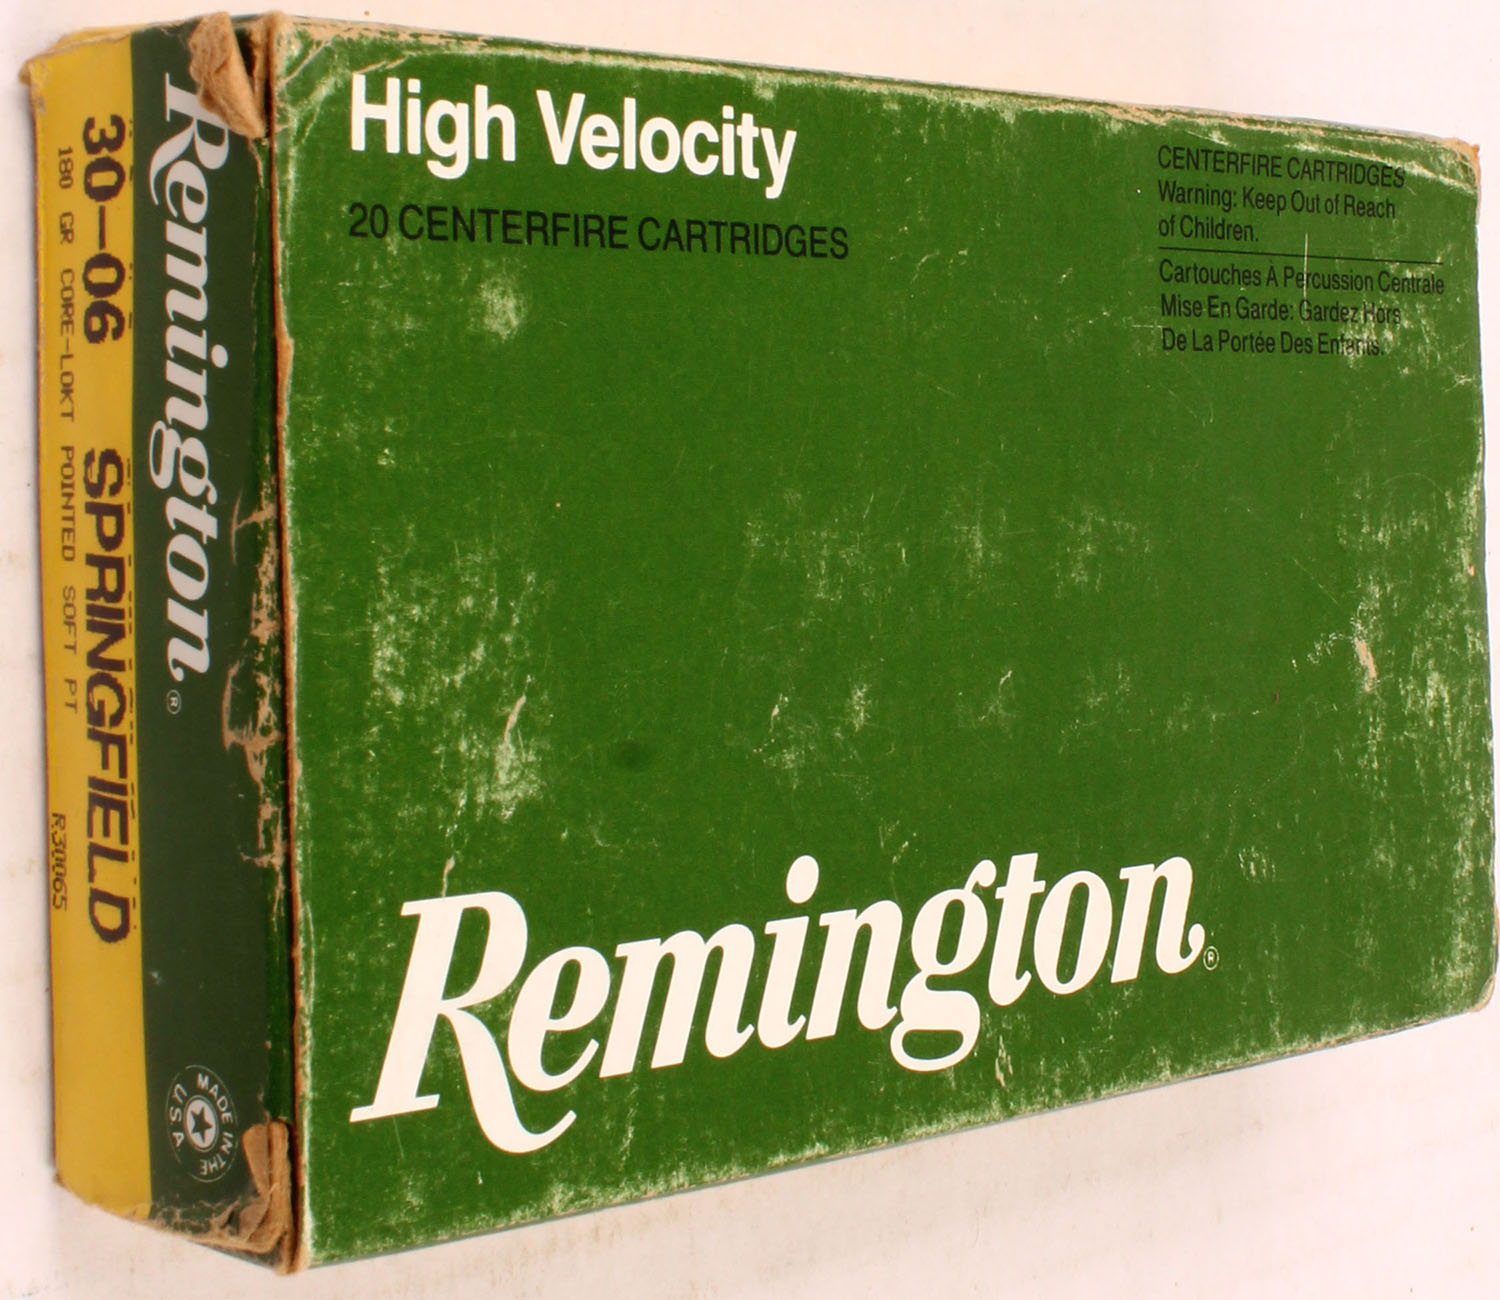 High Velocity
20 CENTERFIRE CARTRIDGES
CENTERFIRE CARTRIDGES
Warning: Keep Out of Reach
of Children.
Cartouches À Percussion Centrale
Mise En Garde: Gardez Hors
De La Portée Des Enfants.
Remington®
Remington®
MADE IN THE USA
30-06 SPRINGFIELD
180 GR CORE-LOKT POINTED SOFT PT
R30065